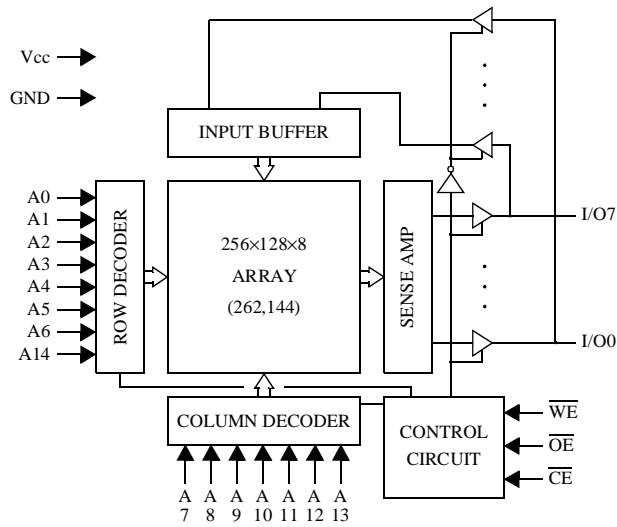 Vcc
GND
INPUT BUFFER
A0
A1
A2
A3
A4
A5
A6
A14
ROW DECODER
256×128×8
ARRAY
(262,144)
SENSE AMP
I/O7
I/O0
COLUMN DECODER
CONTROL
CIRCUIT
WE
OE
CE
A A A A A A A
7 8 9 10 11 12 13